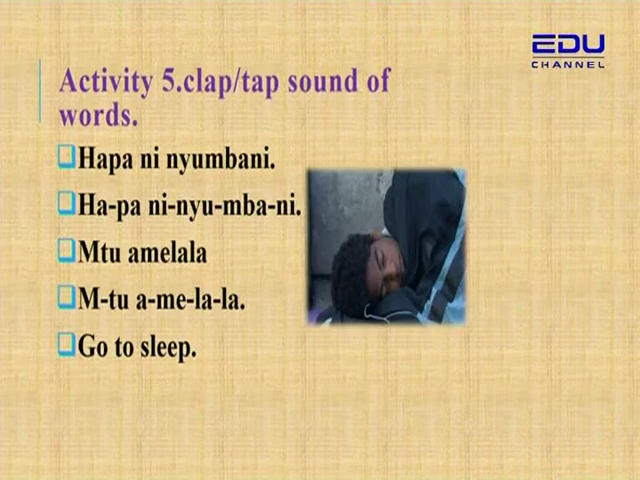 EDU
CHANNEL
Activity 5.clap/tap sound of
words.
Hapa ni nyumbani.
Ha-pa ni-nyu-mba-ni.
Mtu amelala
M-tu a-me-la-la.
Go to sleep.